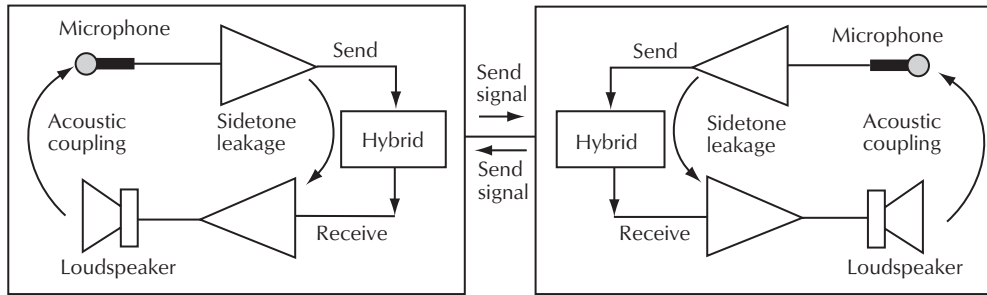 Microphone
Send
Acoustic
coupling
Sidetone
leakage
Hybrid
Receive
Loudspeaker
Send
signal
Send
signal
Send
Microphone
Hybrid
Sidetone
leakage
Acoustic
coupling
Receive
Loudspeaker